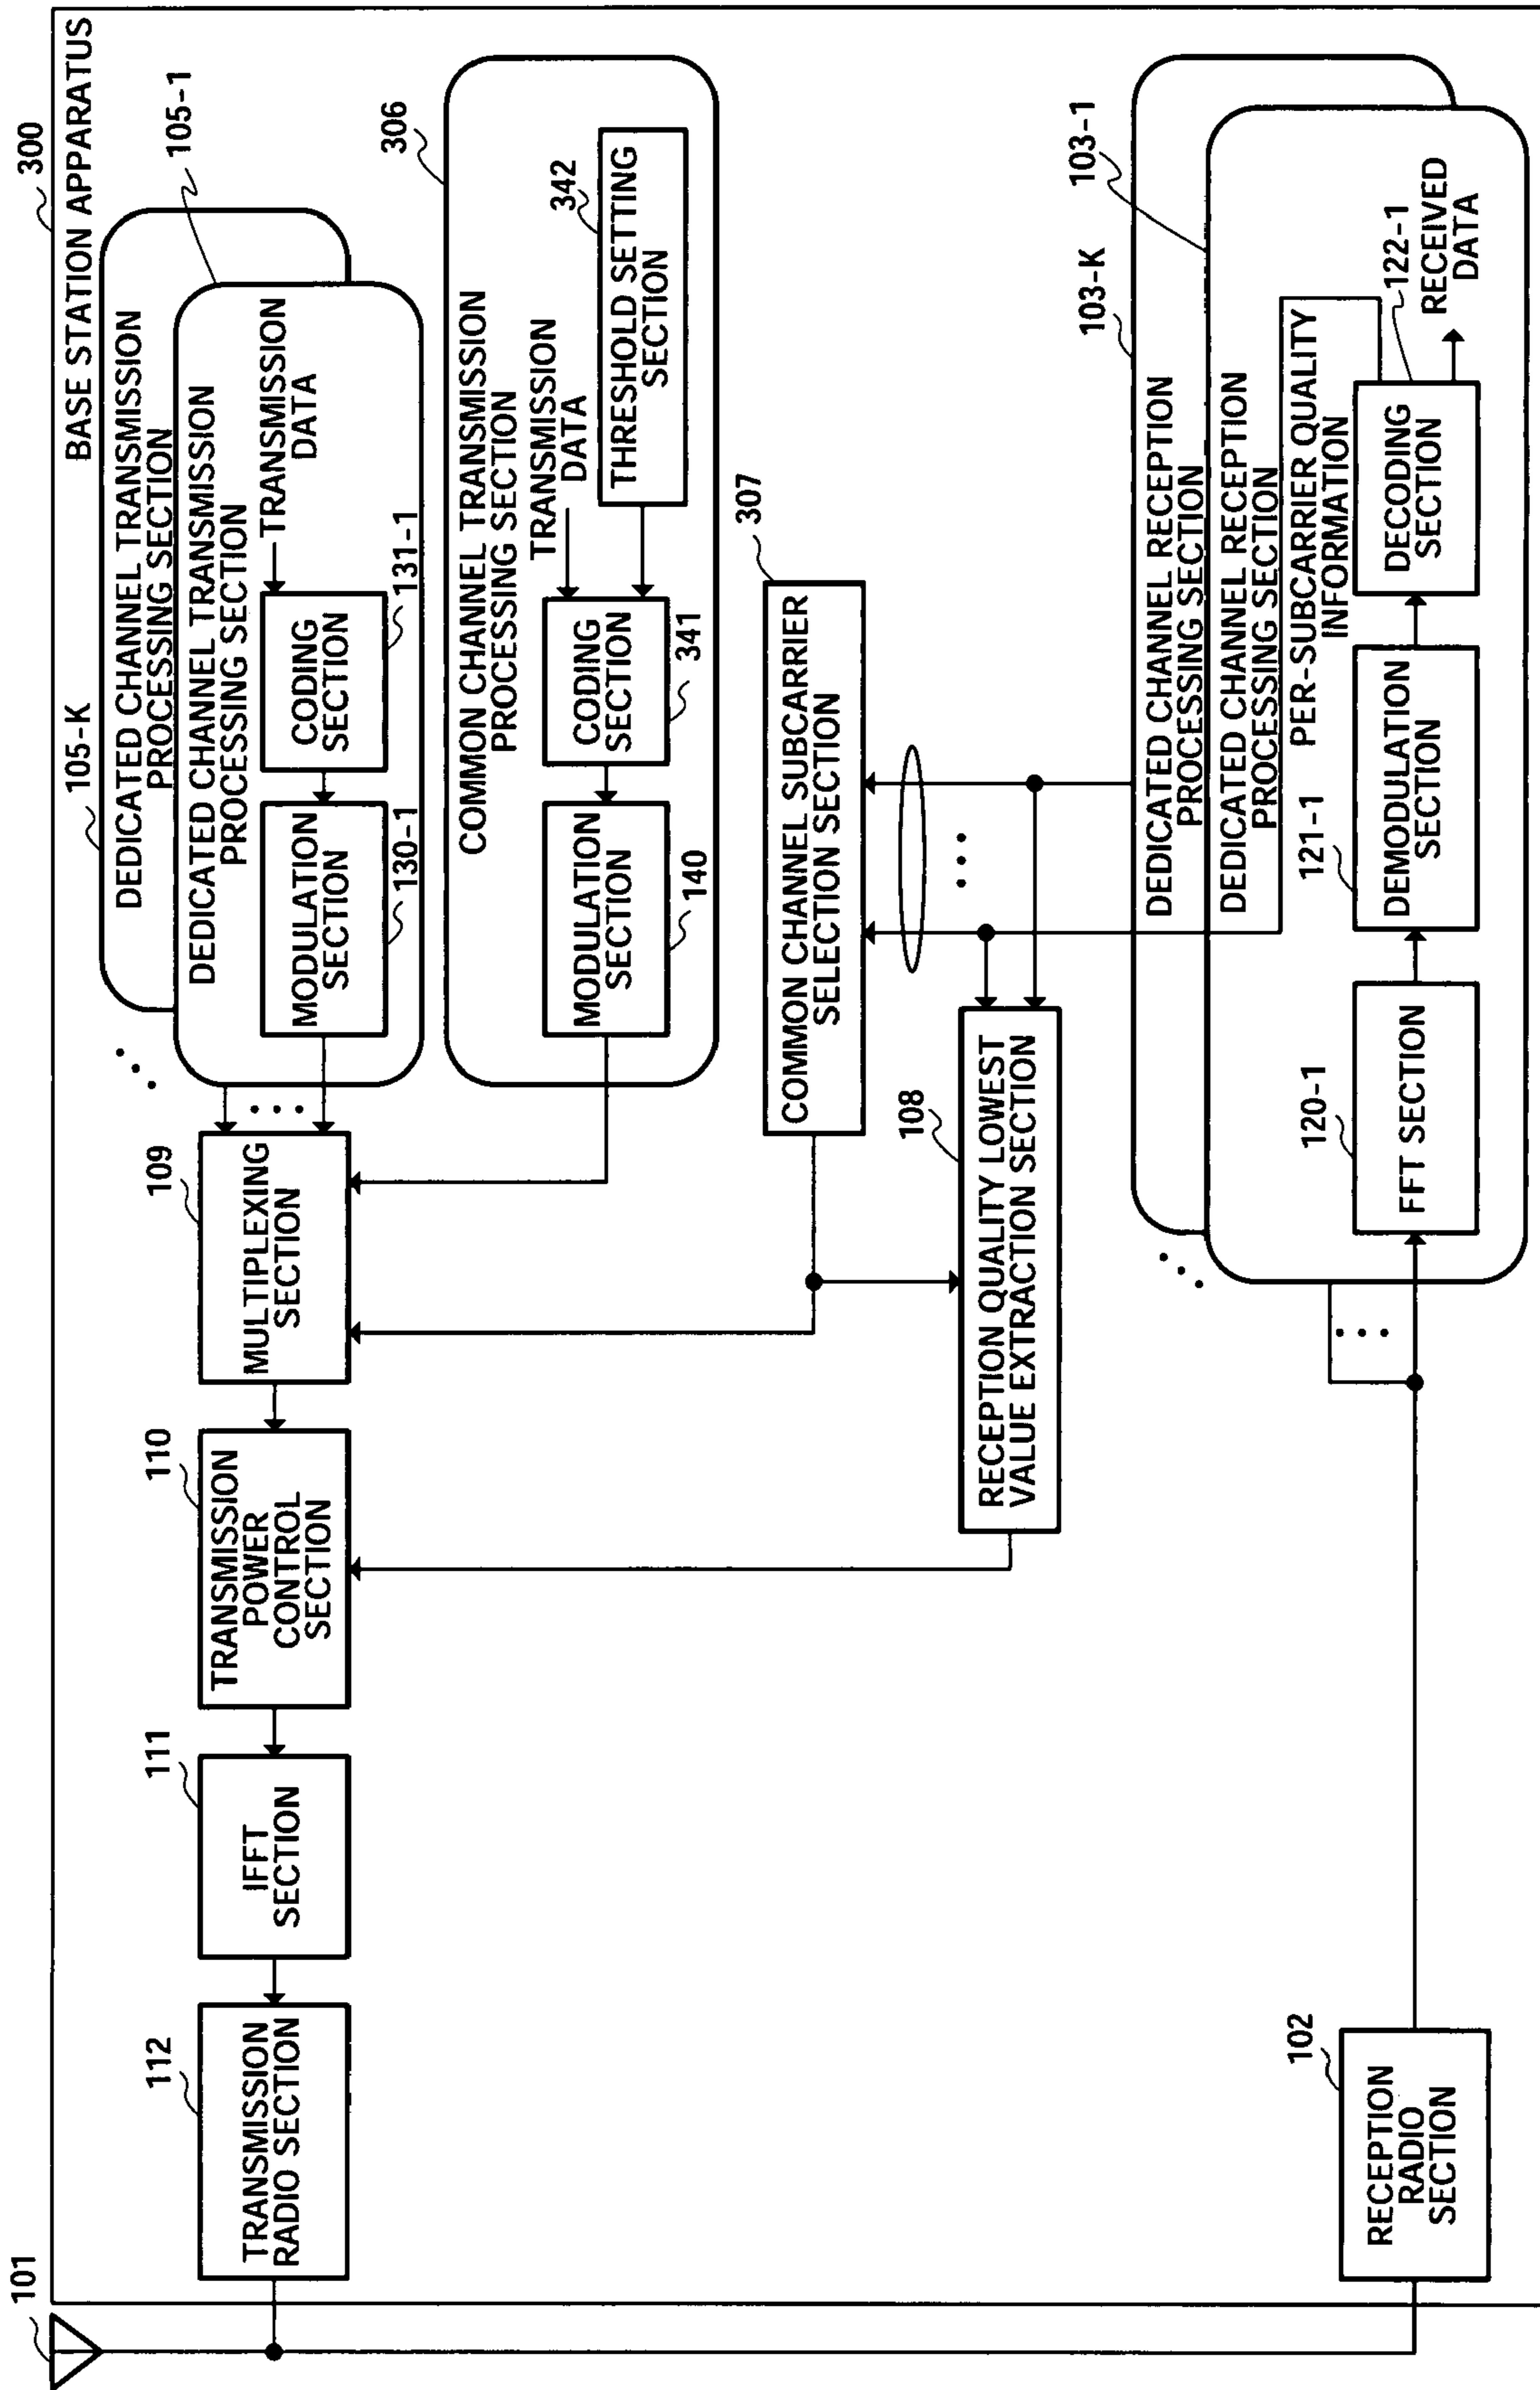 300
BASE STATION APPARATUS
101
105-K
DEDICATED CHANNEL TRANSMISSION
PROCESSING SECTION
105-1
DEDICATED CHANNEL TRANSMISSION
PROCESSING SECTION
TRANSMISSION
DATA
112
TRANSMISSION
RADIO SECTION
111
IFFT
SECTION
110
TRANSMISSION
POWER
CONTROL
SECTION
109
MULTIPLEXING
SECTION
MODULATION
SECTION
130-1
CODING
SECTION
131-1
306
COMMON CHANNEL TRANSMISSION
PROCESSING SECTION
TRANSMISSION
DATA
MODULATION
SECTION
140
CODING
SECTION
341
342
THRESHOLD SETTING
SECTION
307
COMMON CHANNEL SUBCARRIER
SELECTION SECTION
108
RECEPTION QUALITY LOWEST
VALUE EXTRACTION SECTION
103-K
DEDICATED CHANNEL RECEPTION
PROCESSING SECTION
103-1
DEDICATED CHANNEL RECEPTION
PROCESSING SECTION
PER-SUBCARRIER QUALITY
INFORMATION
102
RECEPTION
RADIO
SECTION
120-1
FFT SECTION
121-1
DEMODULATION
SECTION
122-1
DECODING
SECTION
RECEIVED
DATA